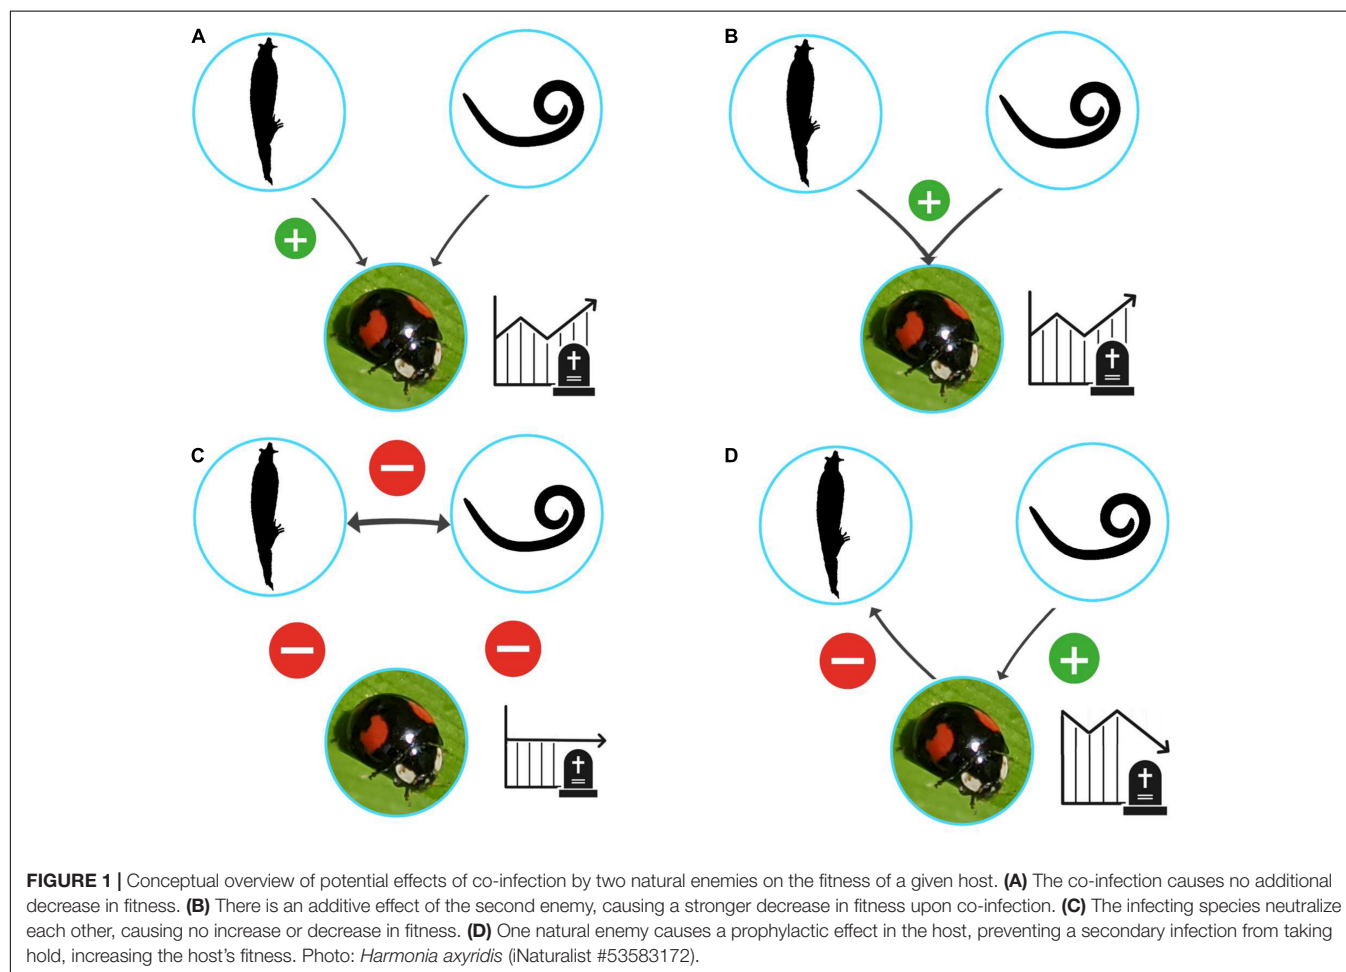 A
B
C
D
FIGURE 1 | Conceptual overview of potential effects of co-infection by two natural enemies on the fitness of a given host. (A) The co-infection causes no additional
decrease in fitness. (B) There is an additive effect of the second enemy, causing a stronger decrease in fitness upon co-infection. (C) The infecting species neutralize
each other, causing no increase or decrease in fitness. (D) One natural enemy causes a prophylactic effect in the host, preventing a secondary infection from taking
hold, increasing the host's fitness. Photo: Harmonia axyridis (iNaturalist #53583172).